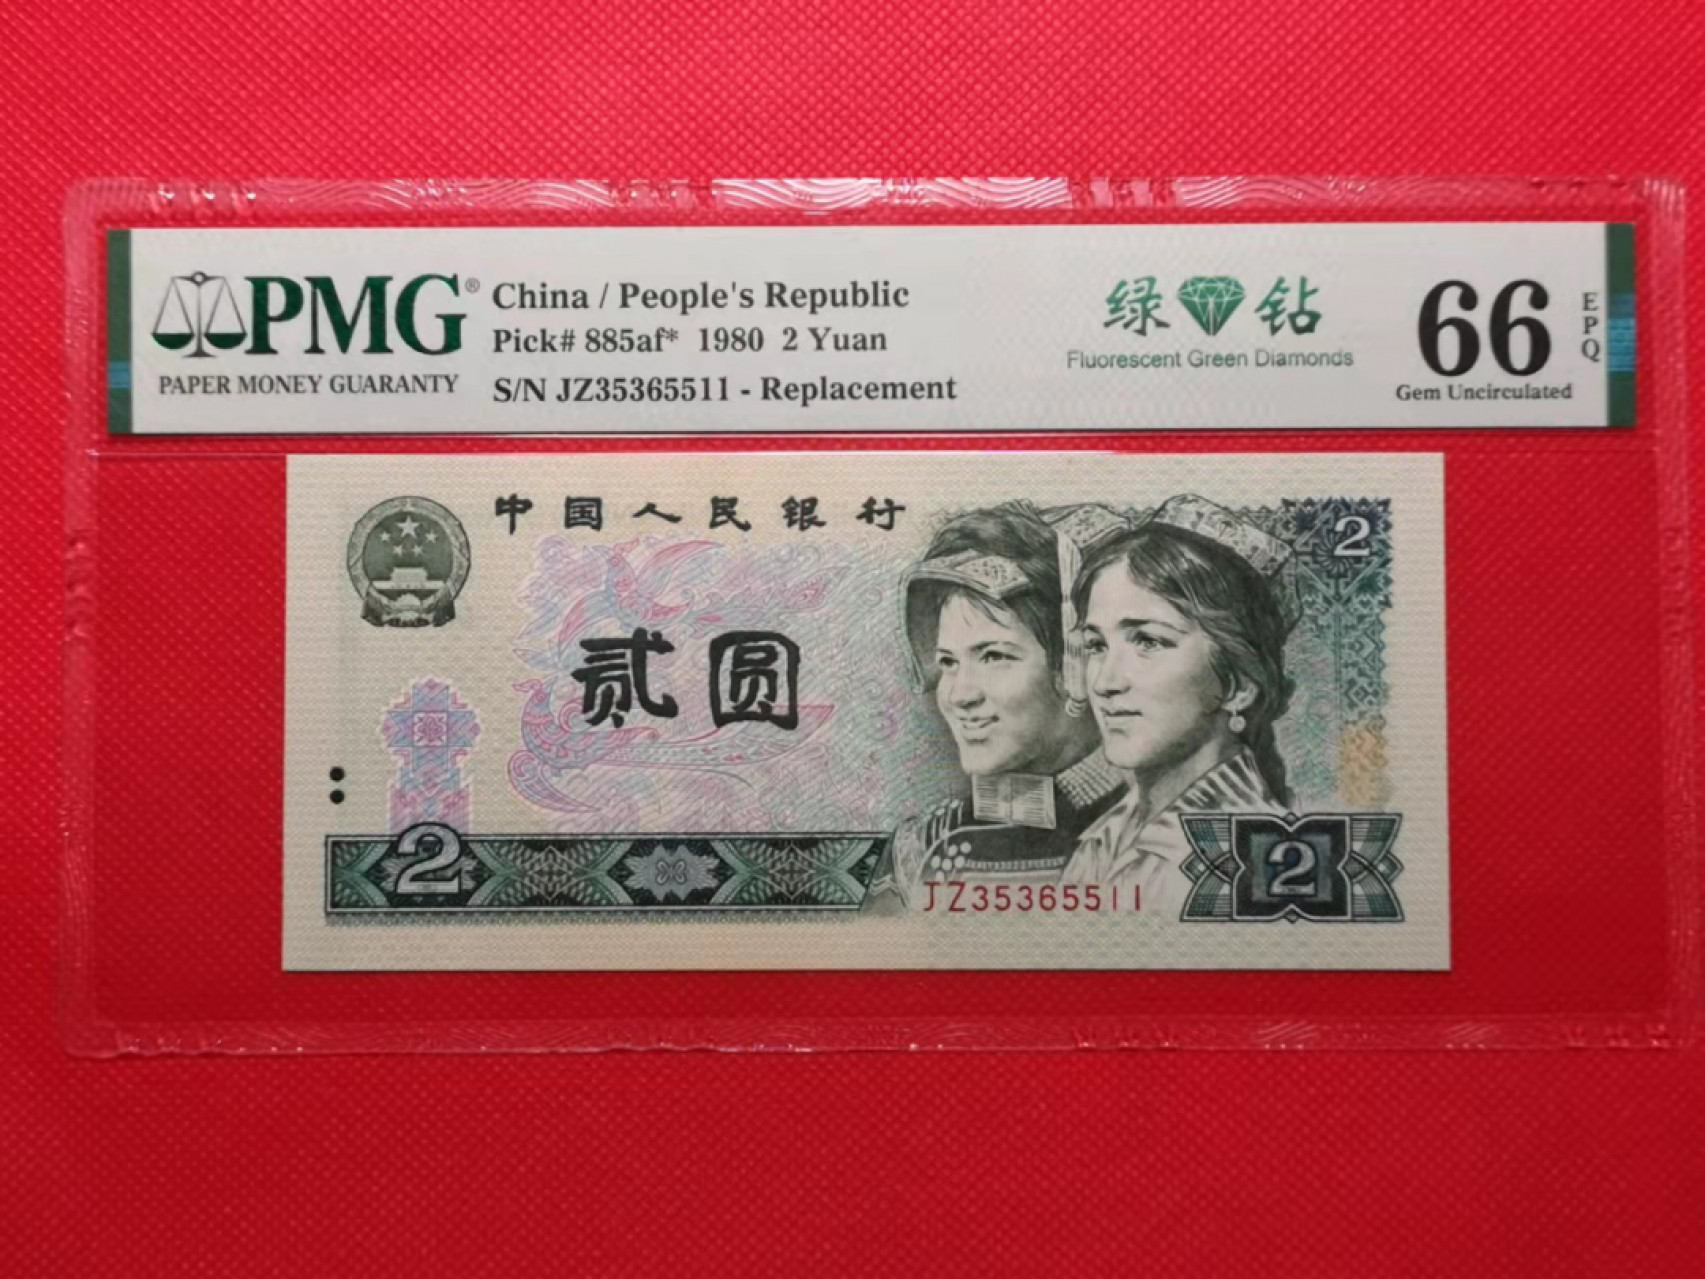 PMG®
PAPER MONEY GUARANTY
China / People's Republic
Pick# 885af* 1980 2 Yuan
S/N JZ35365511 - Replacement
绿钻
Fluorescent Green Diamonds
66
EPQ
Gem Uncirculated
中国人民银行
2
贰圆
2
JZ35365511
2